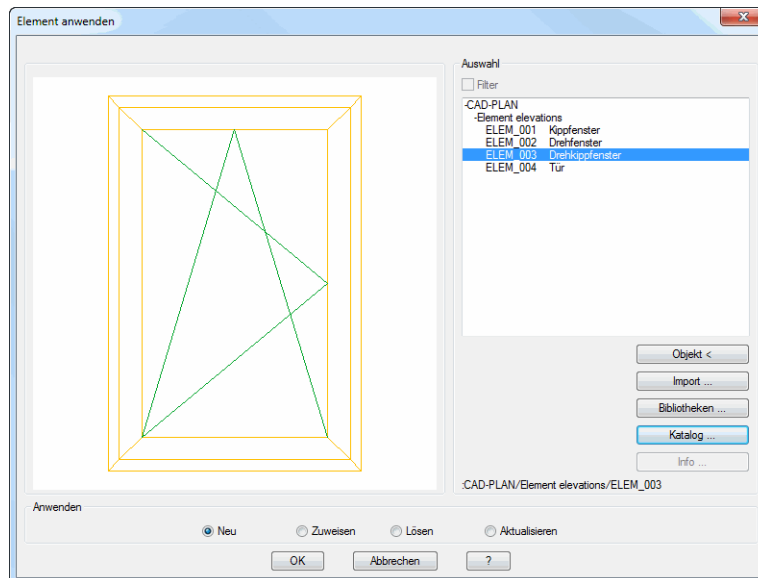 Element anwenden
Auswahl
Filter
-CAD-PLAN
-Element elevations
ELEM_001 Kippfenster
ELEM_002 Drehfenster
ELEM_003 Drehkippfenster
ELEM_004 Tür
Objekt <
Import ...
Bibliotheken ...
Katalog ...
Info ...
:CAD-PLAN/Element elevations/ELEM_003
Anwenden
Neu Zuweisen Lösen Aktualisieren
OK Abbrechen ?